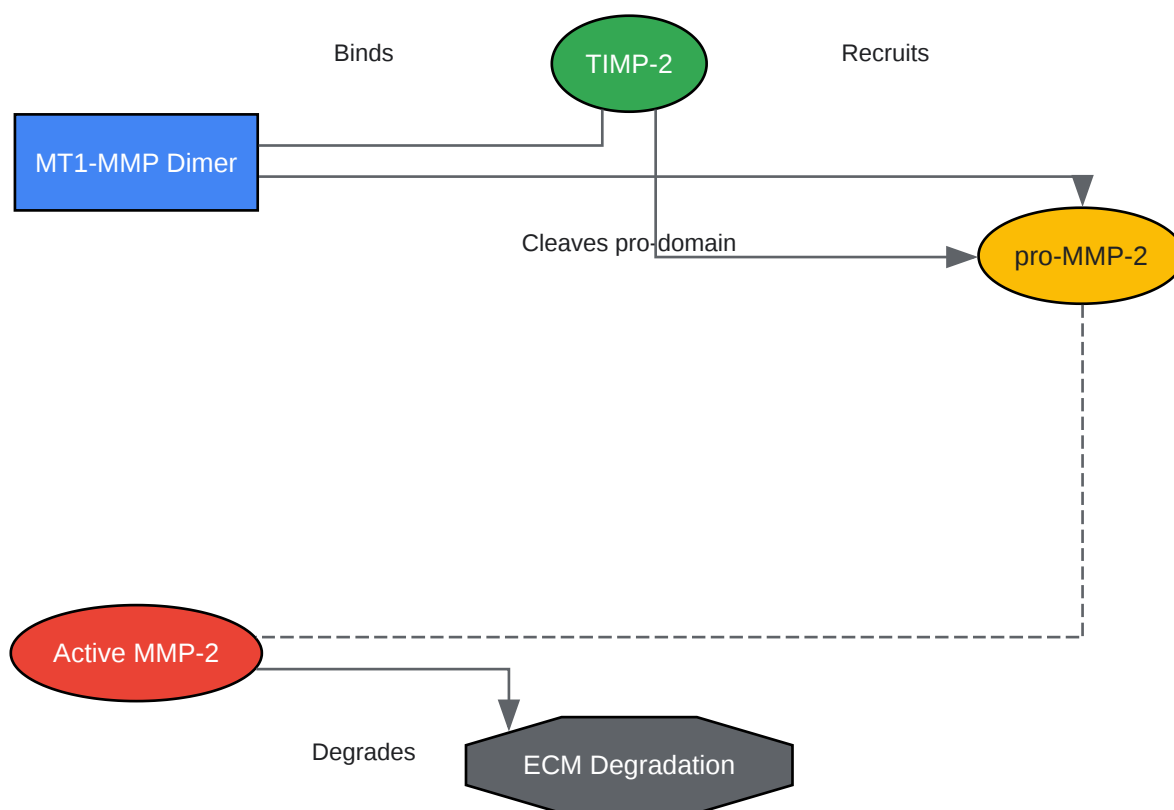 Binds
TIMP-2
Recruits
MT1-MMP Dimer
Cleaves pro-domain
pro-MMP-2
Active MMP-2
Degrades
ECM Degradation